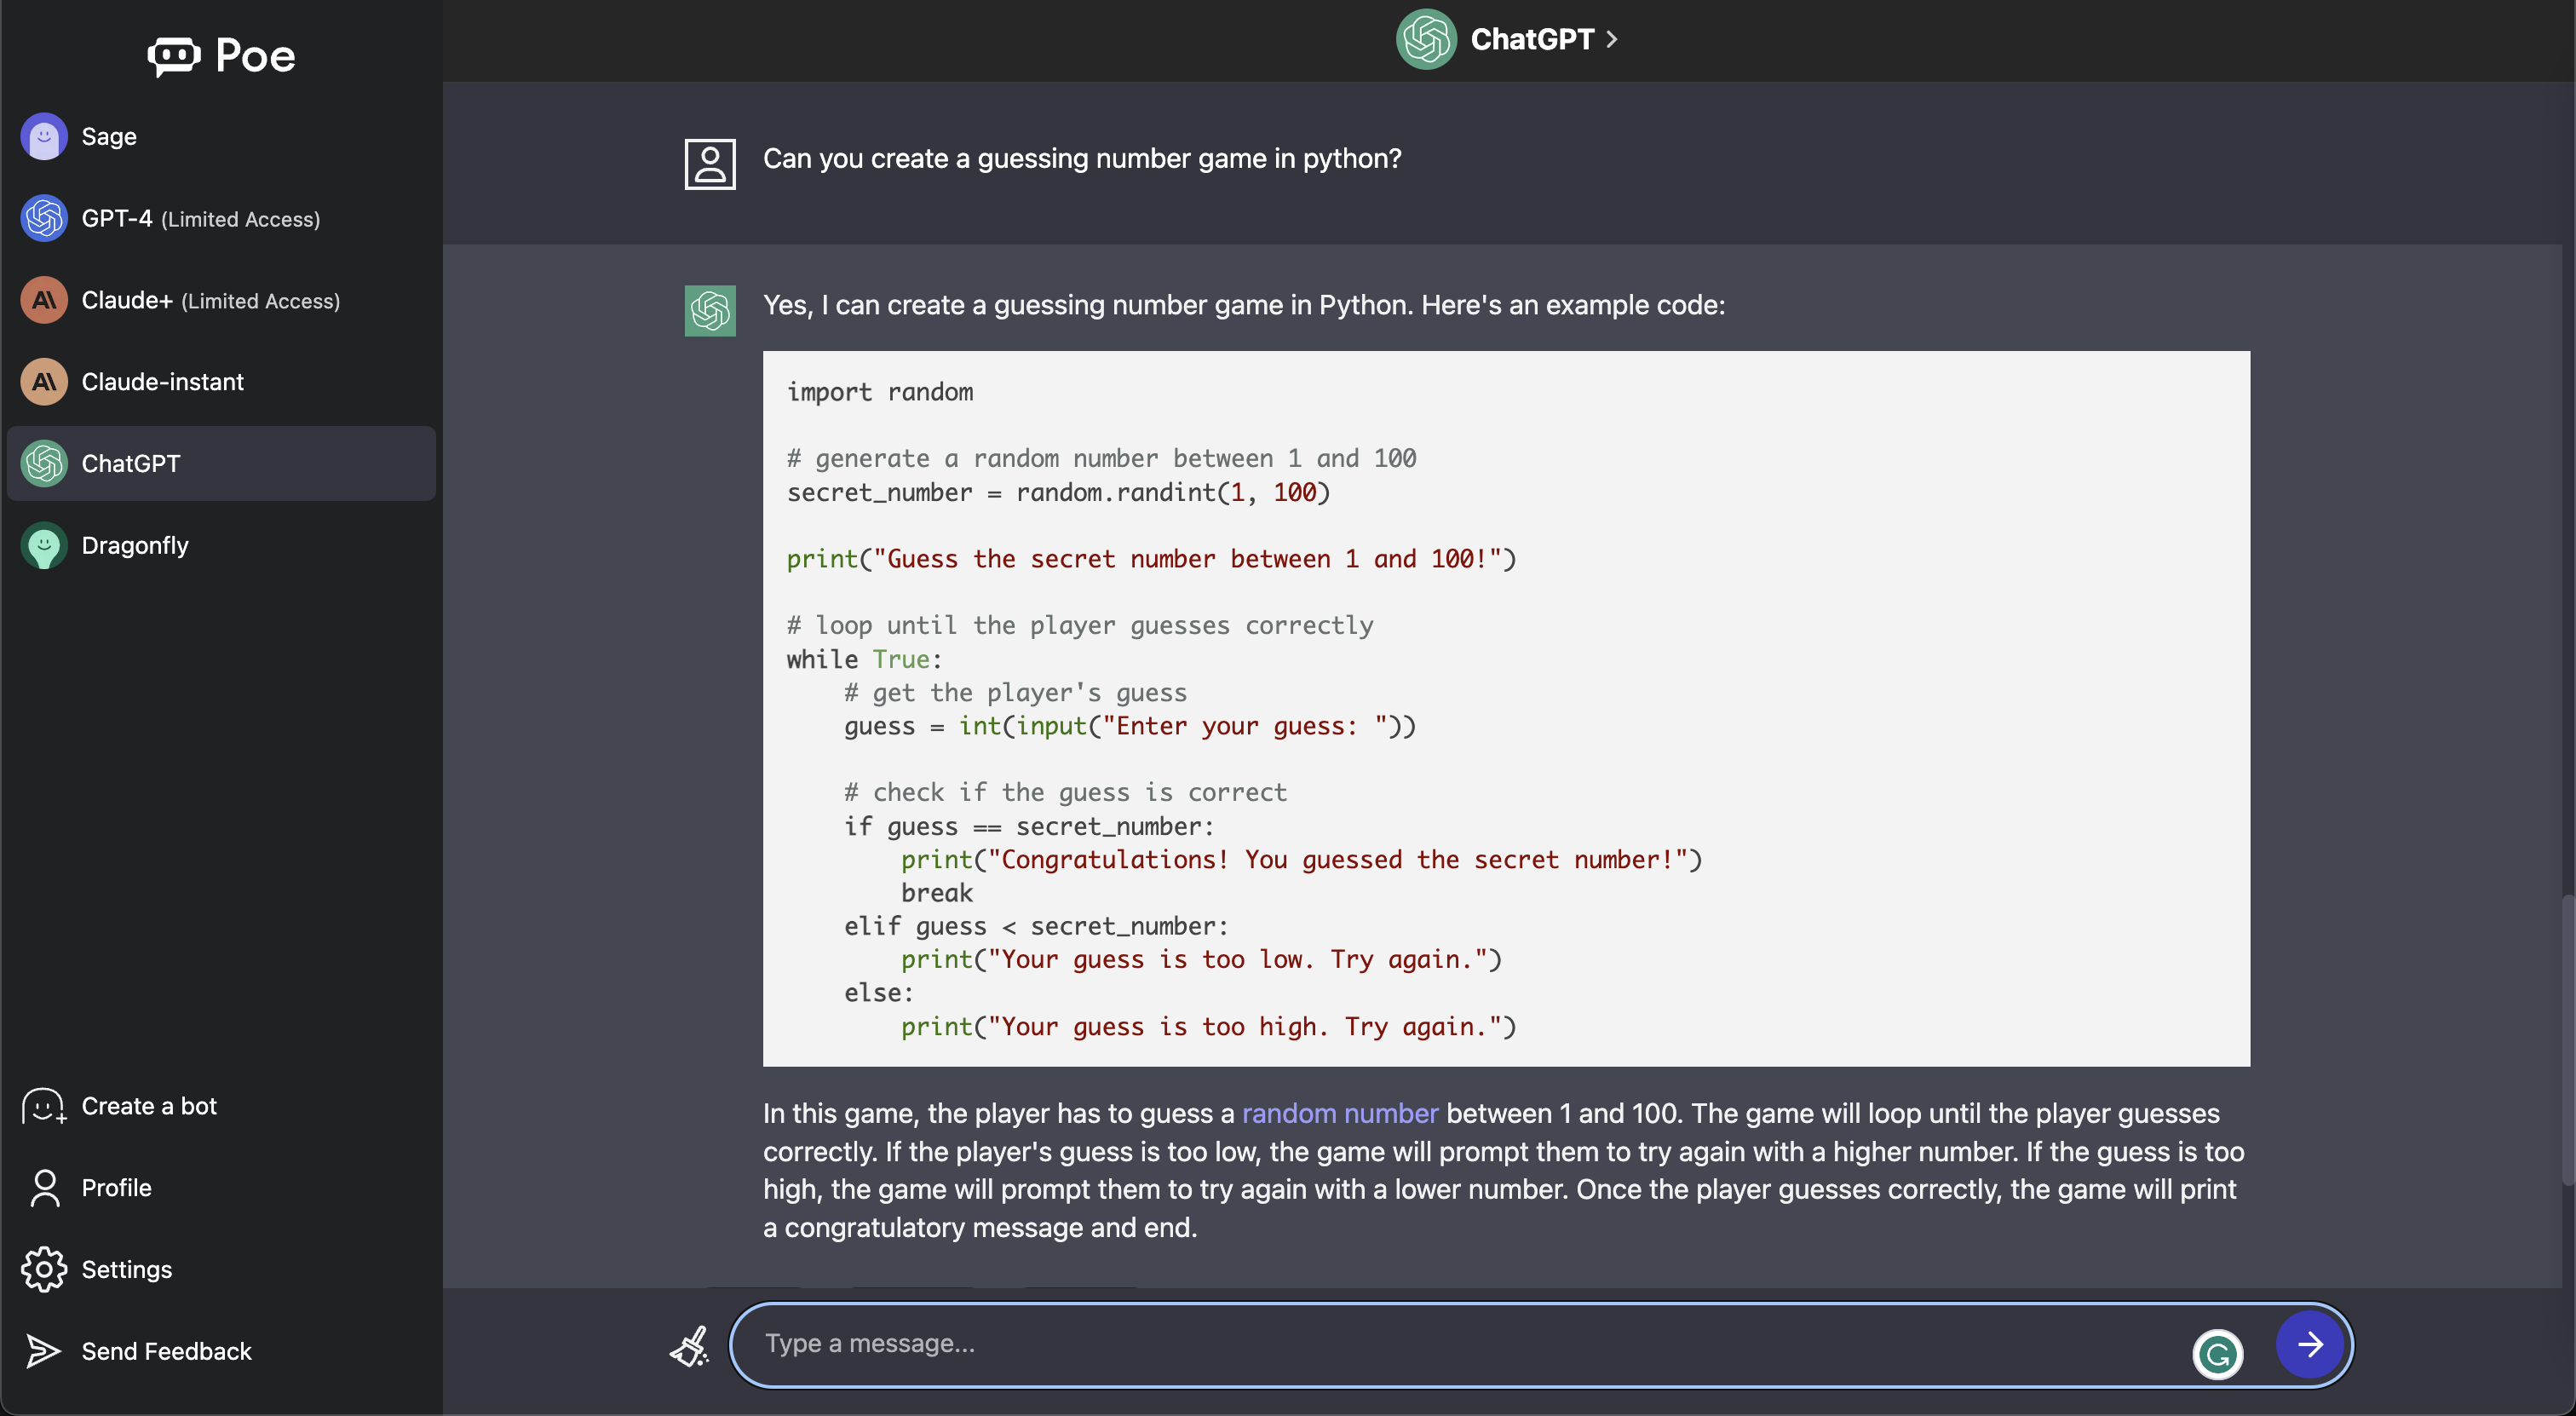 Poe
Sage
GPT-4 (Limited Access)
Claude+ (Limited Access)
Claude-instant
ChatGPT
Dragonfly
Create a bot
Profile
Settings
Send Feedback
ChatGPT
Can you create a guessing number game in python?
Yes, I can create a guessing number game in Python. Here's an example code:
import random
# generate a random number between 1 and 100
secret_number = random.randint(1, 100)
print("Guess the secret number between 1 and 100!")
# loop until the player guesses correctly
while True:
    # get the player's guess
    guess = int(input("Enter your guess: "))
    # check if the guess is correct
    if guess == secret_number:
        print("Congratulations! You guessed the secret number!")
        break
    elif guess < secret_number:
        print("Your guess is too low. Try again.")
    else:
        print("Your guess is too high. Try again.")
In this game, the player has to guess a random number between 1 and 100. The game will loop until the player guesses
correctly. If the player's guess is too low, the game will prompt them to try again with a higher number. If the guess is too
high, the game will prompt them to try again with a lower number. Once the player guesses correctly, the game will print
a congratulatory message and end.
Type a message...